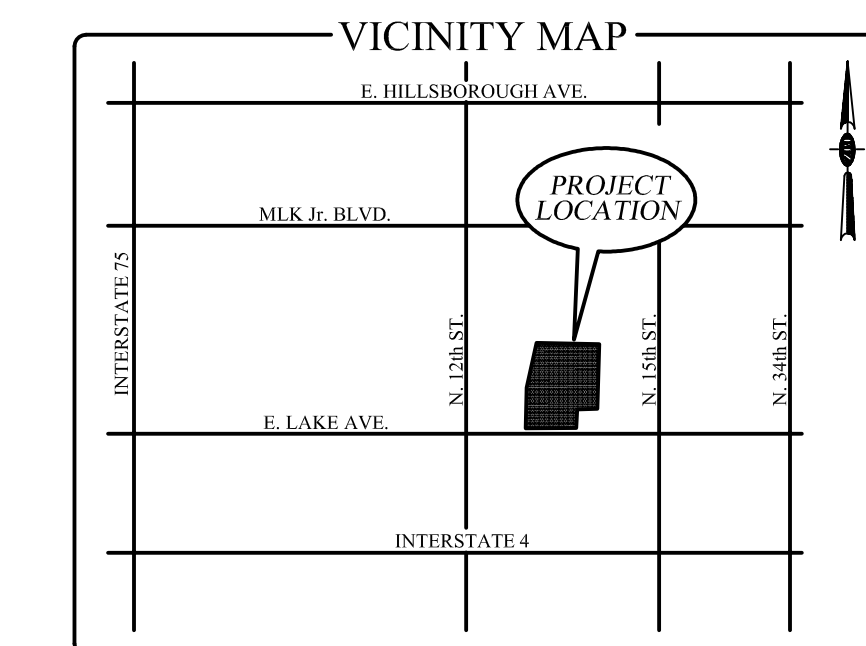 VICINITY MAP
E. HILLSBOROUGH AVE.
PROJECT
LOCATION
MLK Jr. BLVD.
INTERSTATE 75
N. 12th ST.
N. 15th ST.
N. 34th ST.
E. LAKE AVE.
INTERSTATE 4